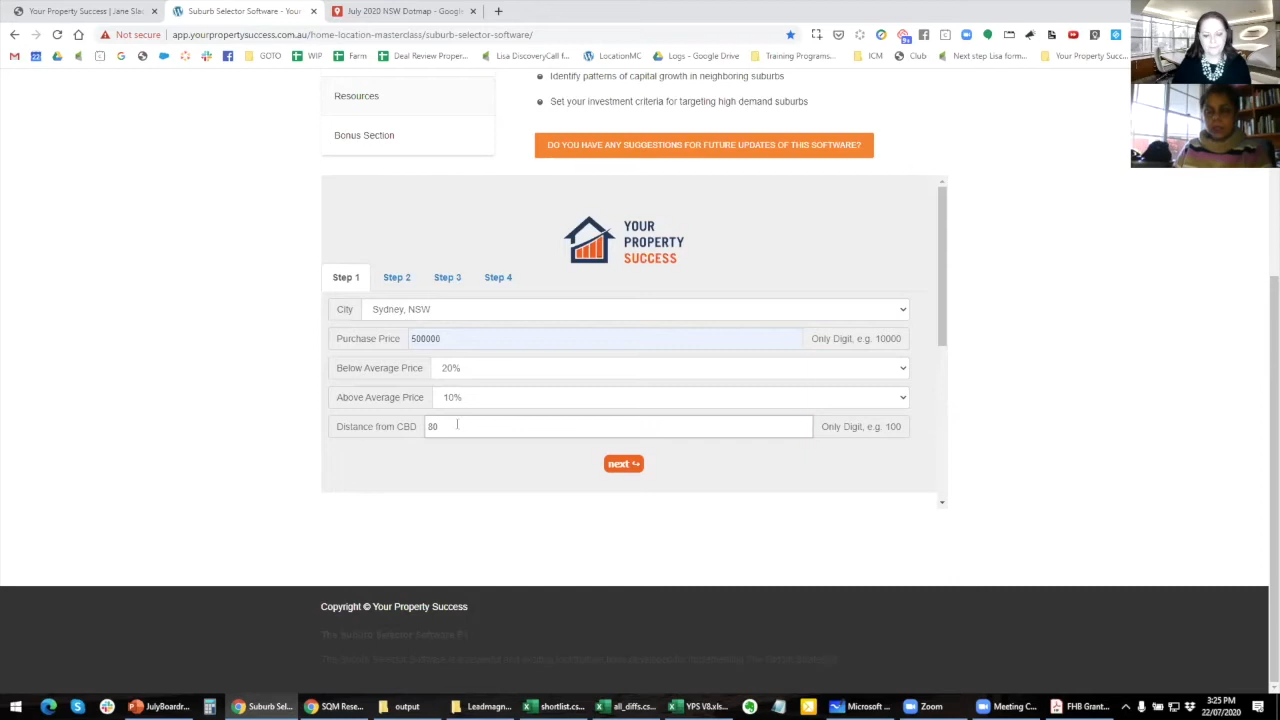 Your Property Success | Jane Slac
Suburb Selector Software - Your
July 2020 NSW Dotmap - Google
Not secure
app.yourpropertysuccess.com.au/home-location-masterclass/suburb-selector-software/
GOTO
WIP
Farm
Deal Review-Proper...
Lisa DiscoveryCall f...
LocationMC
Logs - Google Drive
Training Programs...
ICM
Club
Next step Lisa form...
Your Property Succ...
Identify patterns of capital growth in neighboring suburbs
Resources
Set your investment criteria for targeting high demand suburbs
Bonus Section
DO YOU HAVE ANY SUGGESTIONS FOR FUTURE UPDATES OF THIS SOFTWARE?
YOUR
PROPERTY
SUCCESS
Step 1 Step 2 Step 3 Step 4
City Sydney, NSW
Purchase Price 500000 Only Digit, e.g. 10000
Below Average Price 20%
Above Average Price 10%
Distance from CBD 80 Only Digit, e.g. 100
next
Copyright © Your Property Success
JulyBoardr...
Suburb Sel...
SQM Rese...
output
Leadmagn...
shortlist.cs...
all_diffs.cs...
YPS V8.xls...
Microsoft ...
Zoom
Meeting C...
FHB Grant...
3:25 PM
22/07/2020